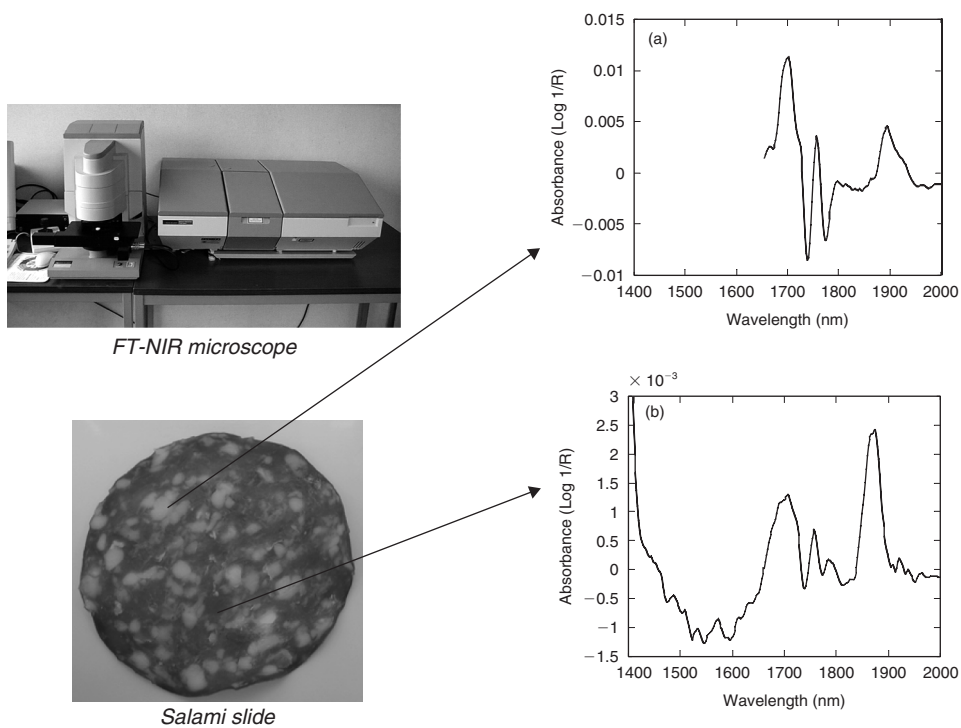 FT-NIR microscope
Salami slide
(a)
Absorbance (Log 1/R)
0.015
0.01
0.005
0
−0.005
−0.01
1400 1500 1600 1700 1800 1900 2000
Wavelength (nm)
× 10⁻³
(b)
Absorbance (Log 1/R)
3
2.5
2
1.5
1
0.5
0
−0.5
−1
−1.5
1400 1500 1600 1700 1800 1900 2000
Wavelength (nm)